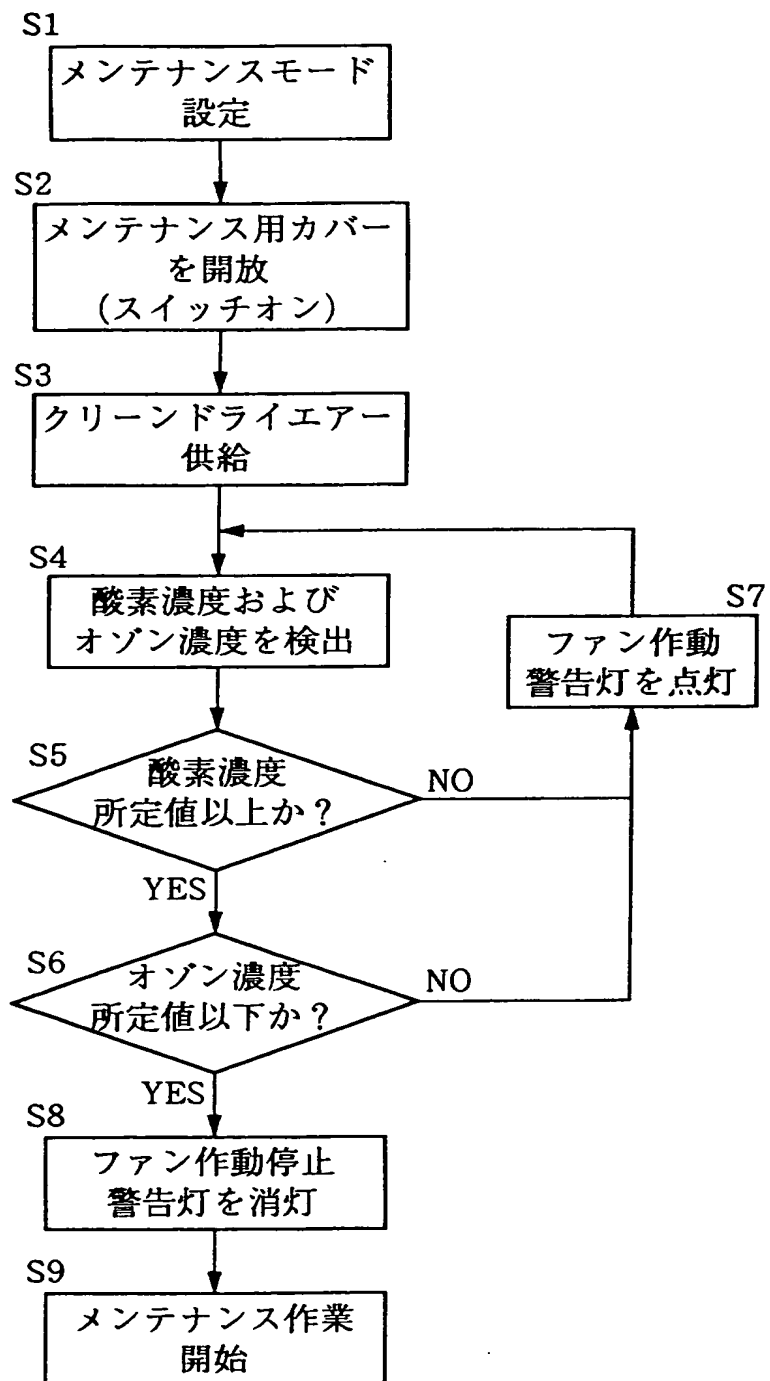 S1
メンテナンスモード
設定
S2
メンテナンス用カバー
を開放
(スイッチオン)
S3
クリーンドライエアー
供給
S4
酸素濃度および
オゾン濃度を検出
S7
ファン作動
警告灯を点灯
S5
酸素濃度
所定値以上か?
NO
YES
S6
オゾン濃度
所定値以下か?
NO
YES
S8
ファン作動停止
警告灯を消灯
S9
メンテナンス作業
開始